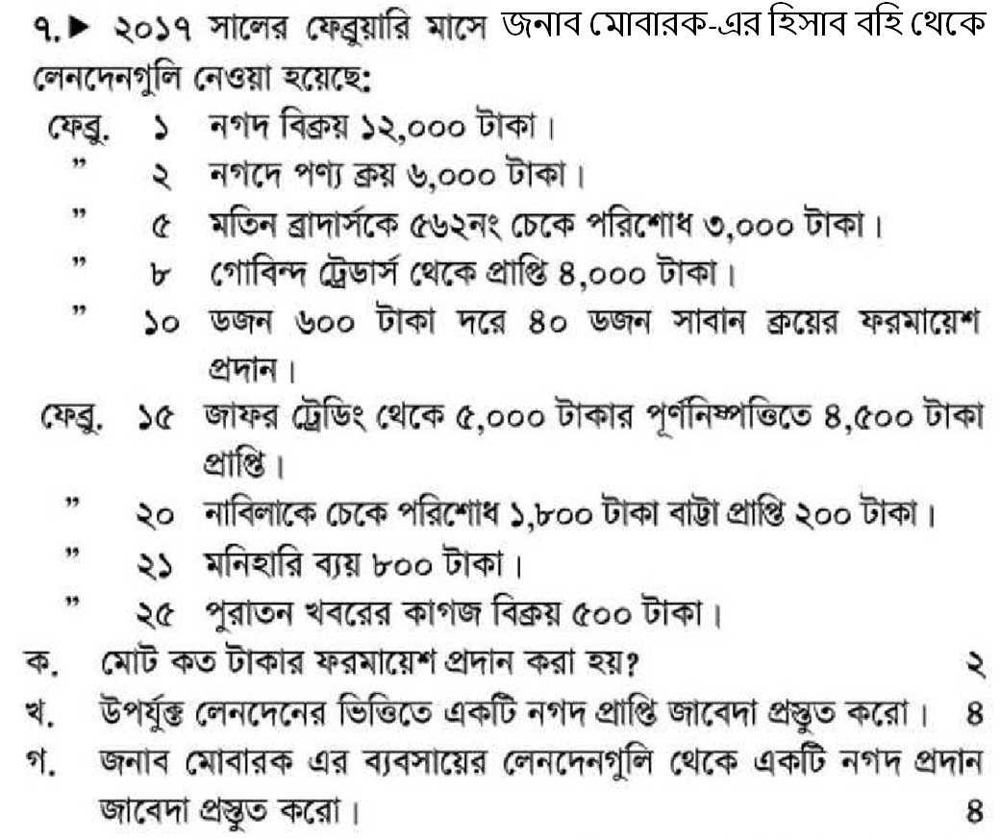 ৭.▶ ২০১৭ সালের ফেব্রুয়ারি মাসে জনাব মোবারক-এর হিসাব বহি থেকে
লেনদেনগুলি নেওয়া হয়েছে:
ফেব্রু. ১ নগদ বিক্রয় ১২,০০০ টাকা।
” ২ নগদে পণ্য ক্রয় ৬,০০০ টাকা।
” ৫ মতিন ব্রাদার্সকে ৫৬২নং চেকে পরিশোধ ৩,০০০ টাকা।
” ৮ গোবিন্দ ট্রেডার্স থেকে প্রাপ্তি ৪,০০০ টাকা।
” ১০ ডজন ৬০০ টাকা দরে ৪০ ডজন সাবান ক্রয়ের ফরমায়েশ
প্রদান।
ফেব্রু. ১৫ জাফর ট্রেডিং থেকে ৫,০০০ টাকার পূর্ণনিষ্পত্তিতে ৪,৫০০ টাকা
প্রাপ্তি।
” ২০ নাবিলাকে চেকে পরিশোধ ১,৮০০ টাকা বাট্টা প্রাপ্তি ২০০ টাকা।
” ২১ মনিহারি ব্যয় ৮০০ টাকা।
” ২৫ পুরাতন খবরের কাগজ বিক্রয় ৫০০ টাকা।
ক. মোট কত টাকার ফরমায়েশ প্রদান করা হয়? ২
খ. উপর্যুক্ত লেনদেনের ভিত্তিতে একটি নগদ প্রাপ্তি জাবেদা প্রস্তুত করো। ৪
গ. জনাব মোবারক এর ব্যবসায়ের লেনদেনগুলি থেকে একটি নগদ প্রদান
জাবেদা প্রস্তুত করো। ৪